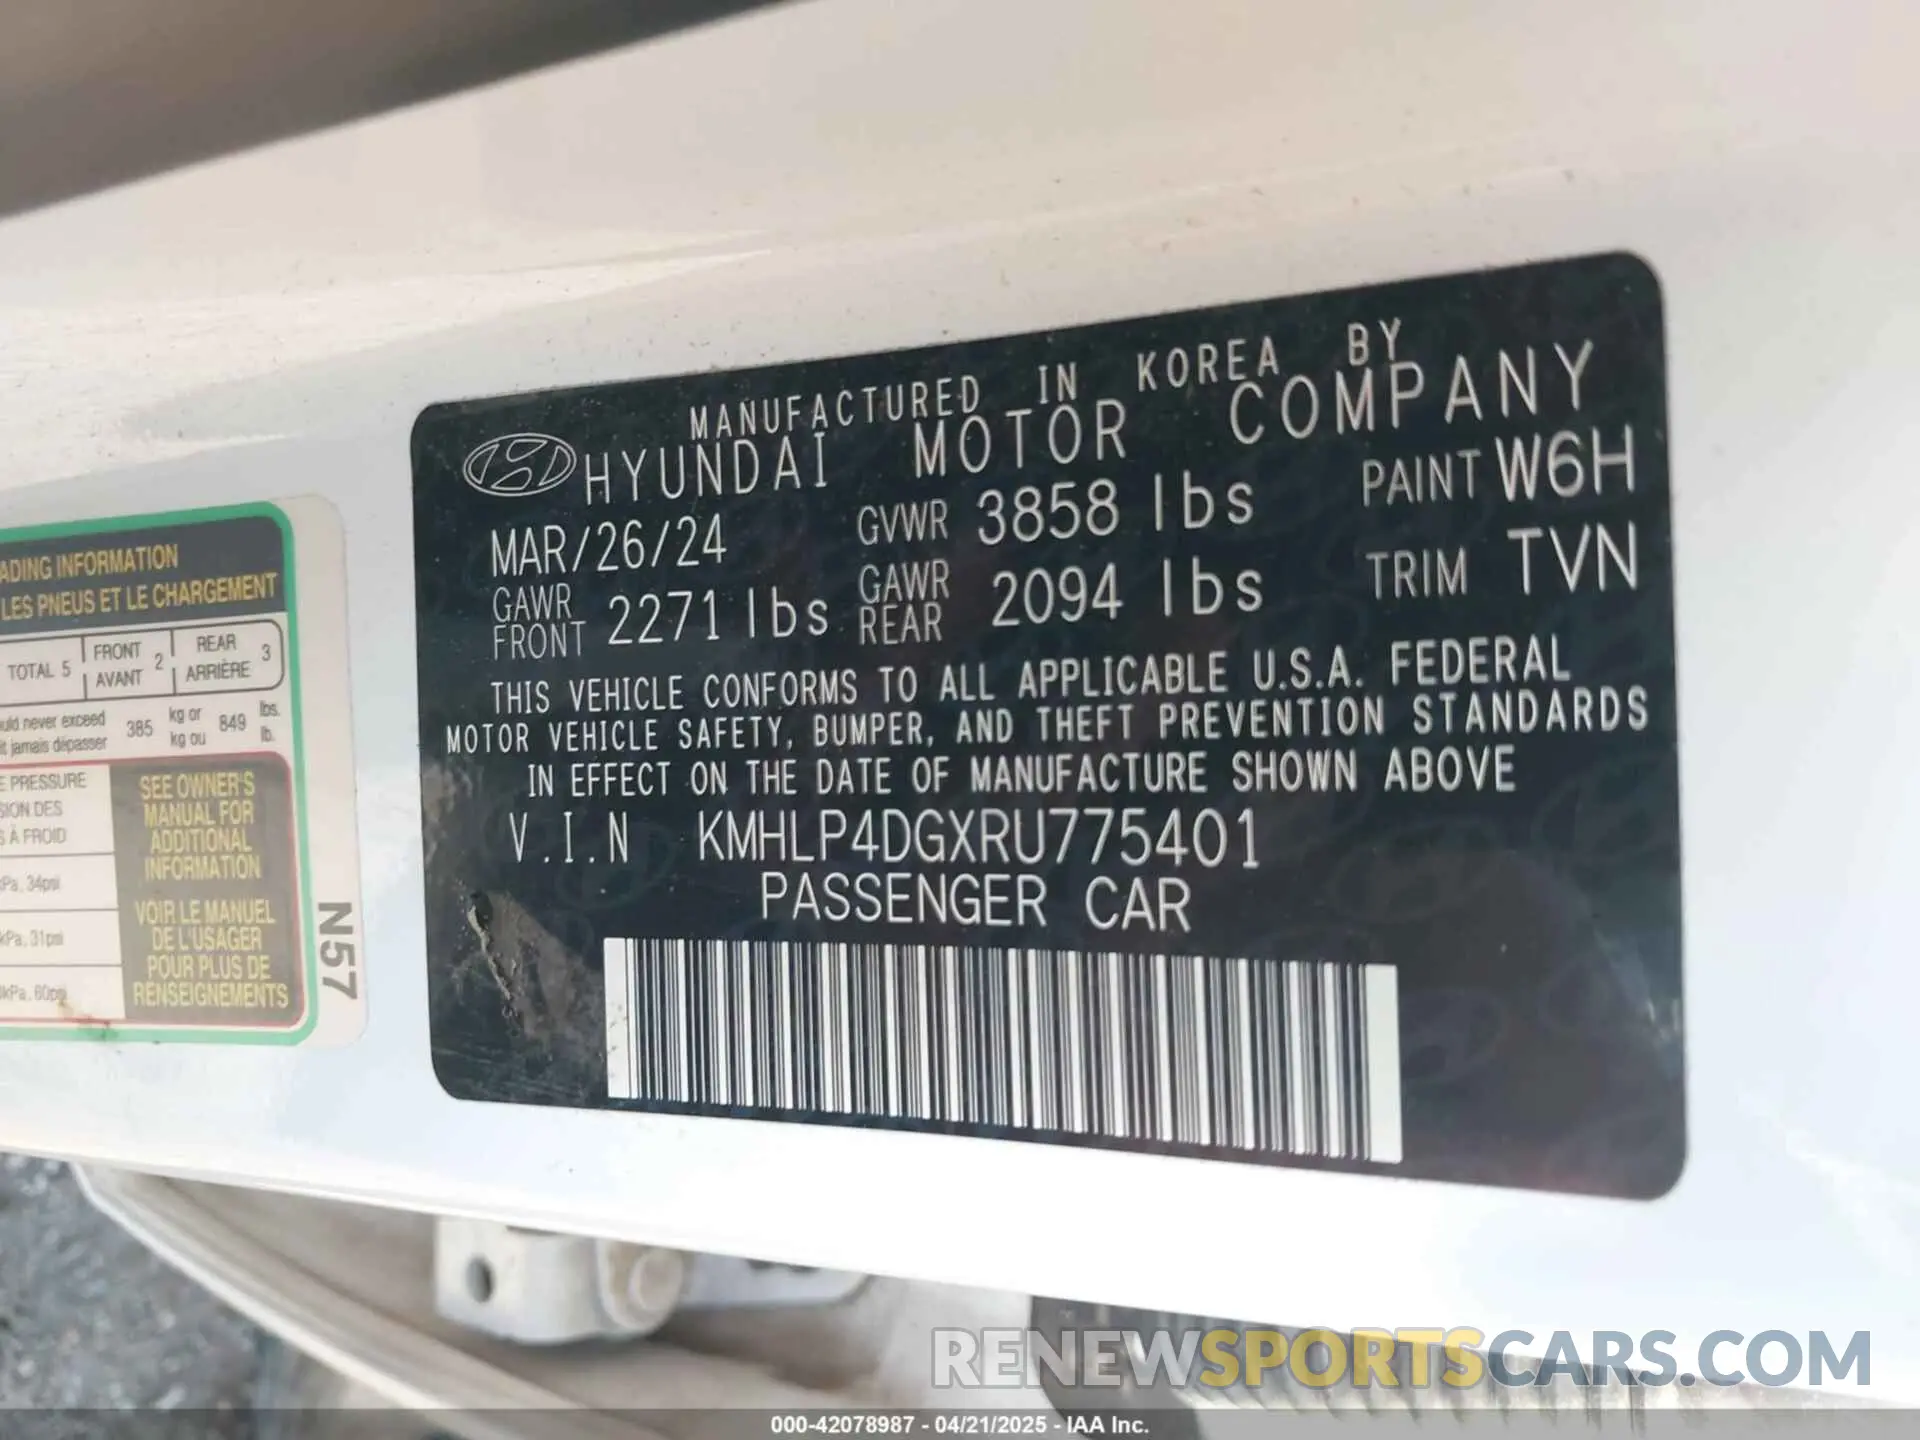 MANUFACTURED IN KOREA BY
HYUNDAI MOTOR COMPANY
MAR/26/24 GVWR 3858 lbs PAINT W6H
GAWR FRONT 2271 lbs GAWR REAR 2094 lbs TRIM TVN
THIS VEHICLE CONFORMS TO ALL APPLICABLE U.S.A. FEDERAL
MOTOR VEHICLE SAFETY, BUMPER, AND THEFT PREVENTION STANDARDS
IN EFFECT ON THE DATE OF MANUFACTURE SHOWN ABOVE
V.I.N KMHLP4DGXRU775401
PASSENGER CAR
ADING INFORMATION
LES PNEUS ET LE CHARGEMENT
TOTAL 5 FRONT AVANT 2 REAR ARRIÈRE 3
uld never exceed 385 kg or 849 lbs.
it jamais dépasser kg ou lb.
E PRESSURE
SION DES
S À FROID
kPa, 34psi
kPa, 31psi
kPa, 60psi
SEE OWNER'S
MANUAL FOR
ADDITIONAL
INFORMATION
VOIR LE MANUEL
DE L'USAGER
POUR PLUS DE
RENSEIGNEMENTS
N57
RENEWSPORTSCARS.COM
000-42078987 - 04/21/2025 - IAA Inc.